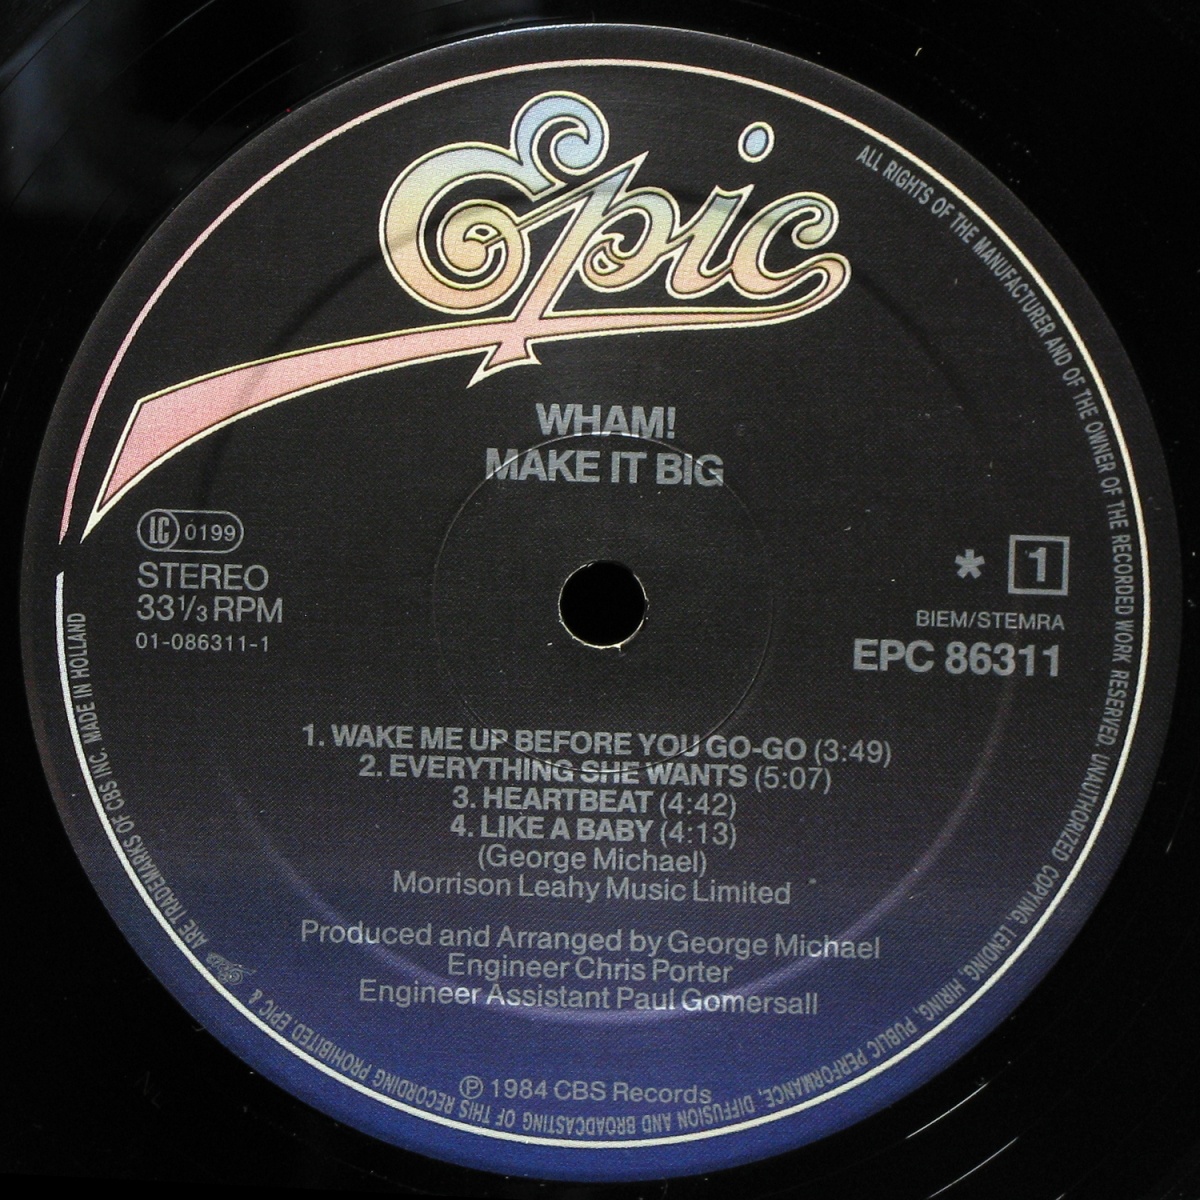 Epic
WHAM!
MAKE IT BIG
LC 0199
STEREO
33 1/3 RPM
01-086311-1
* 1
BIEM/STEMRA
EPC 86311
1. WAKE ME UP BEFORE YOU GO-GO (3:49)
2. EVERYTHING SHE WANTS (5:07)
3. HEARTBEAT (4:42)
4. LIKE A BABY (4:13)
(George Michael)
Morrison Leahy Music Limited
Produced and Arranged by George Michael
Engineer Chris Porter
Engineer Assistant Paul Gomersall
℗ 1984 CBS Records
ALL RIGHTS OF THE MANUFACTURER AND OF THE OWNER OF THE RECORDED WORK RESERVED. UNAUTHORIZED COPYING, LENDING, HIRING, PUBLIC PERFORMANCE, DIFFUSION AND BROADCASTING OF THIS RECORDING PROHIBITED. EPIC & Epic ARE TRADEMARKS OF CBS INC. MADE IN HOLLAND